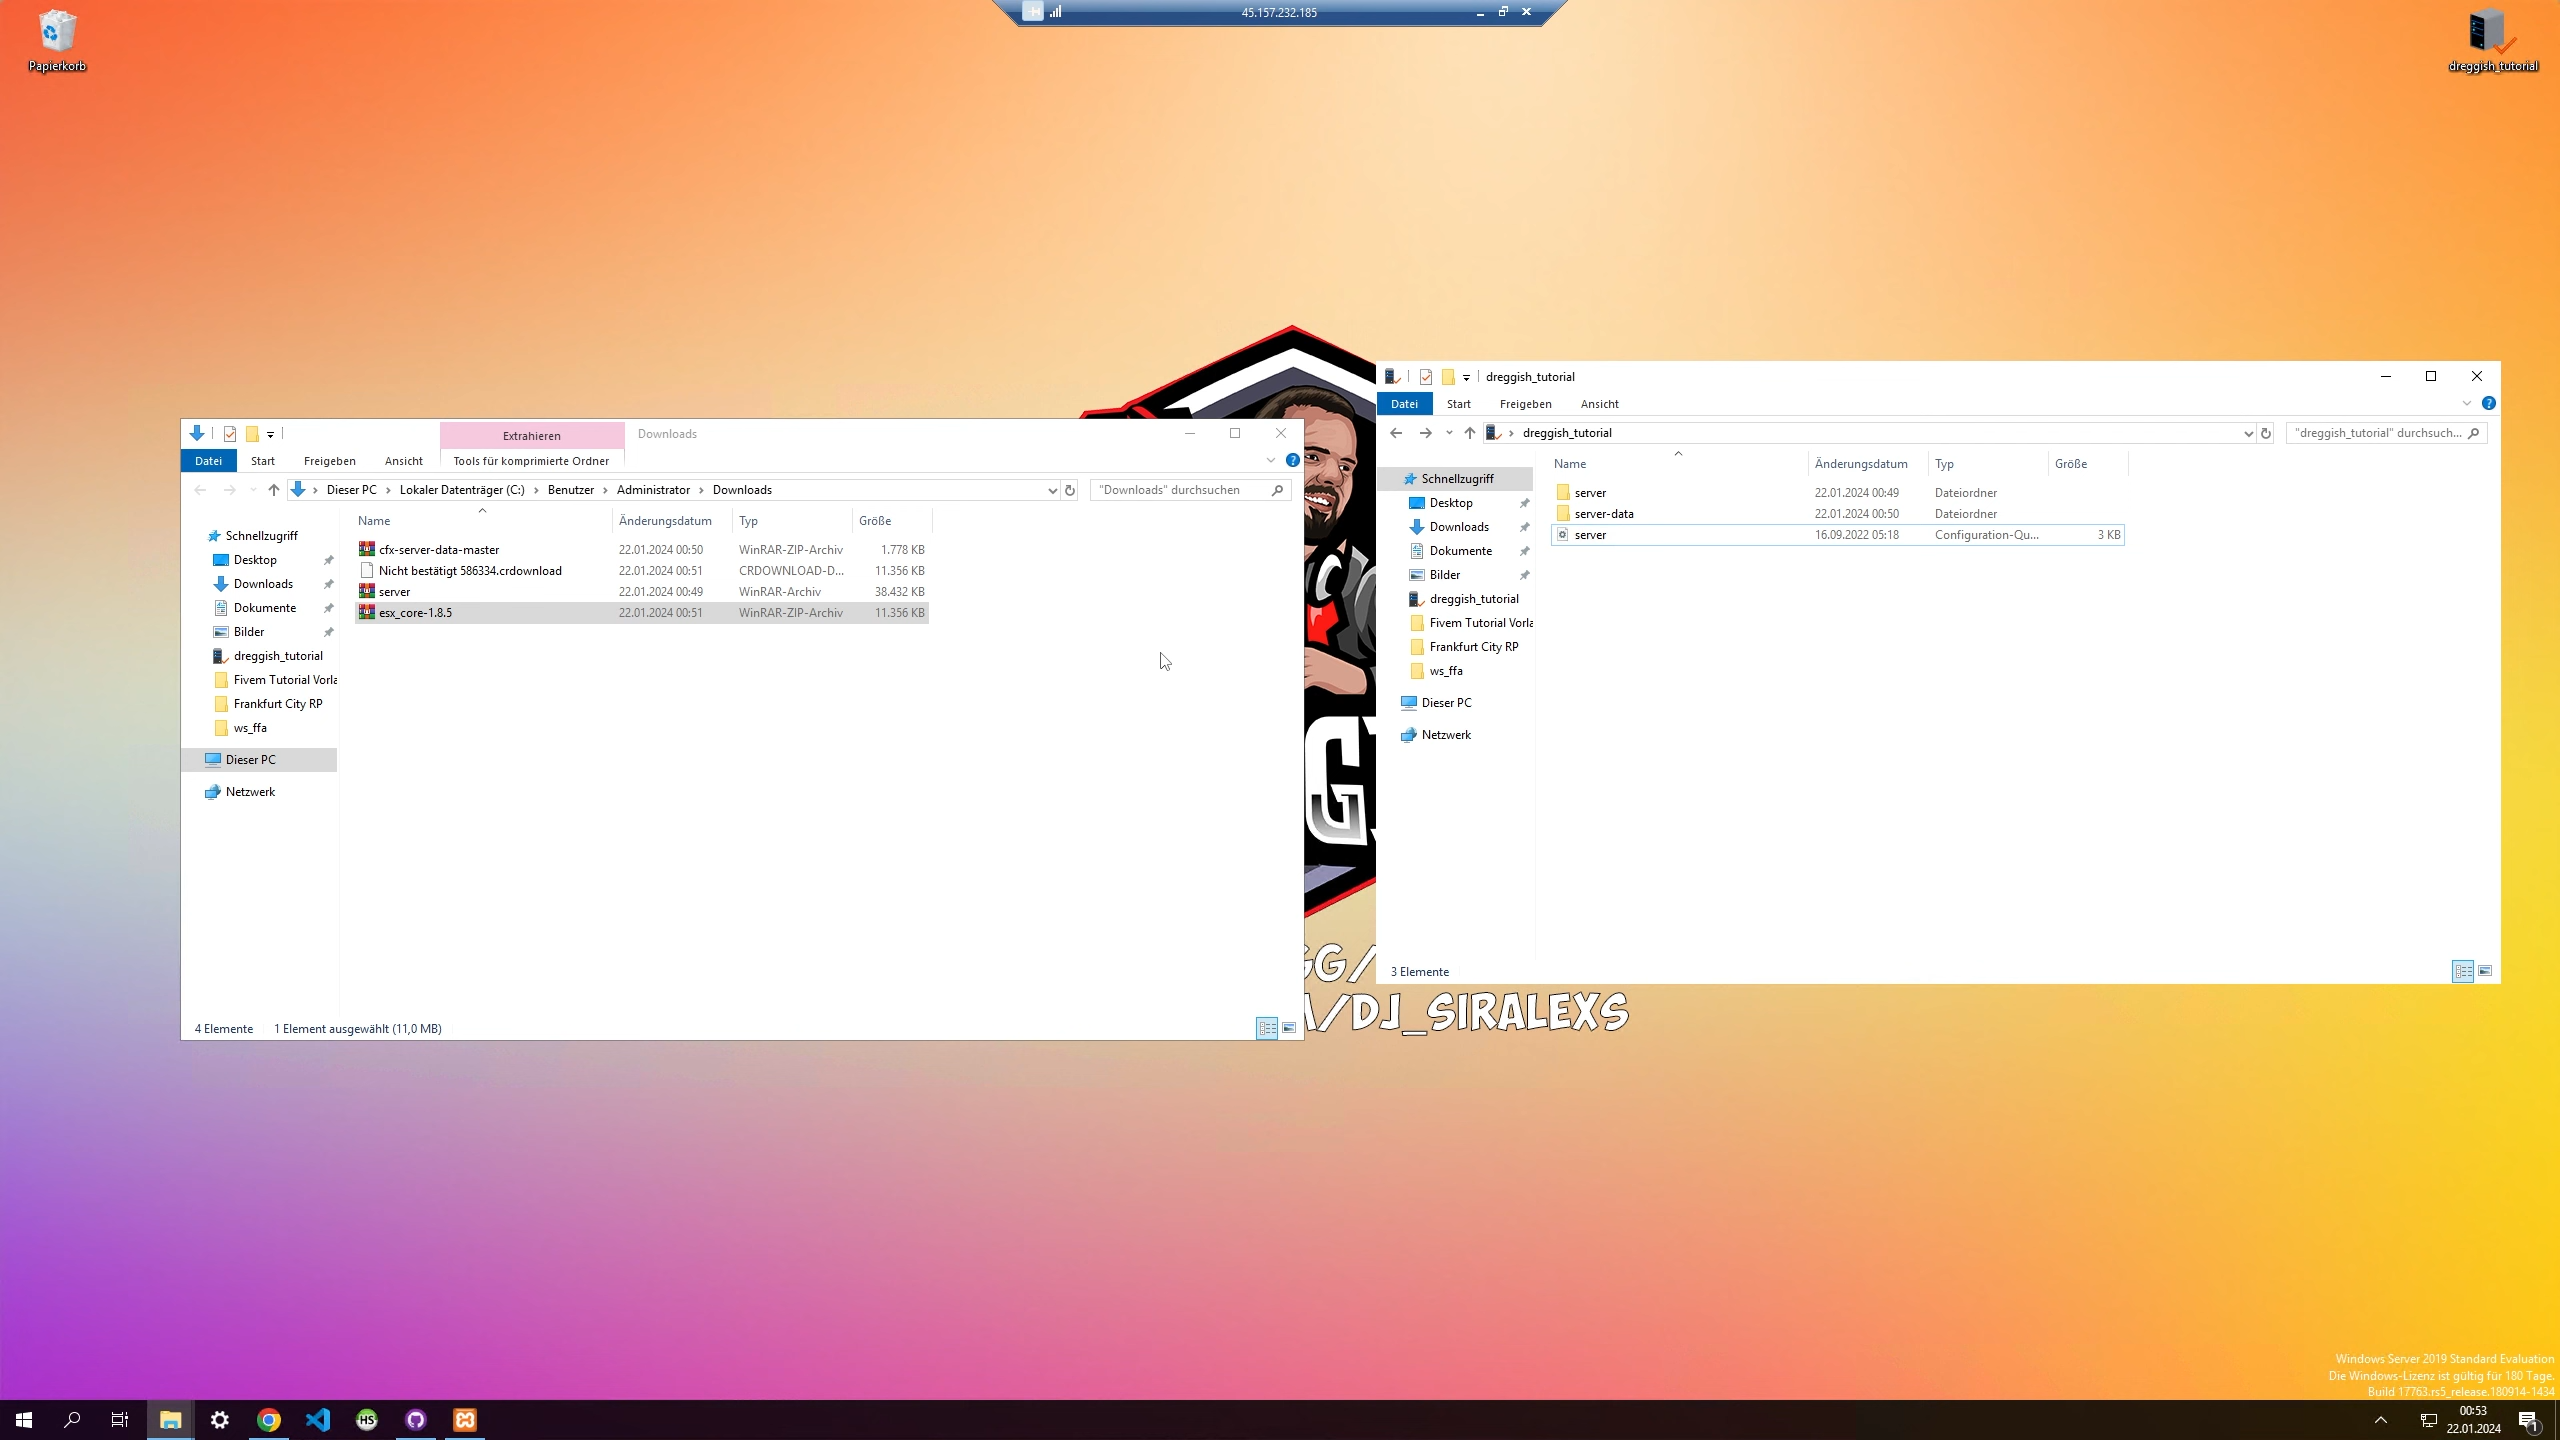 45.157.232.185
Papierkorb
dreggish_tutorial
dreggish_tutorial
Datei
Start
Freigeben
Ansicht
dreggish_tutorial
"dreggish_tutorial" durchsuch...
Name
Änderungsdatum
Typ
Größe
Schnellzugriff
Desktop
Downloads
Dokumente
Bilder
dreggish_tutorial
Fivem Tutorial Vorla
Frankfurt City RP
ws_ffa
Dieser PC
Netzwerk
server 22.01.2024 00:49 Dateiordner
server-data 22.01.2024 00:50 Dateiordner
server 16.09.2022 05:18 Configuration-Qu... 3 KB
3 Elemente
Extrahieren
Downloads
Datei
Start
Freigeben
Ansicht
Tools für komprimierte Ordner
Dieser PC
Lokaler Datenträger (C:)
Benutzer
Administrator
Downloads
"Downloads" durchsuchen
Name
Änderungsdatum
Typ
Größe
Schnellzugriff
Desktop
Downloads
Dokumente
Bilder
dreggish_tutorial
Fivem Tutorial Vorla
Frankfurt City RP
ws_ffa
Dieser PC
Netzwerk
cfx-server-data-master 22.01.2024 00:50 WinRAR-ZIP-Archiv 1.778 KB
Nicht bestätigt 586334.crdownload 22.01.2024 00:51 CRDOWNLOAD-D... 11.356 KB
server 22.01.2024 00:49 WinRAR-Archiv 38.432 KB
esx_core-1.8.5 22.01.2024 00:51 WinRAR-ZIP-Archiv 11.356 KB
4 Elemente
1 Element ausgewählt (11,0 MB)
GG/
/DJ_SIRALEXS
Windows Server 2019 Standard Evaluation
Die Windows-Lizenz ist gültig für 180 Tage.
Build 17763.rs5_release.180914-1434
HS
00:53
22.01.2024
1